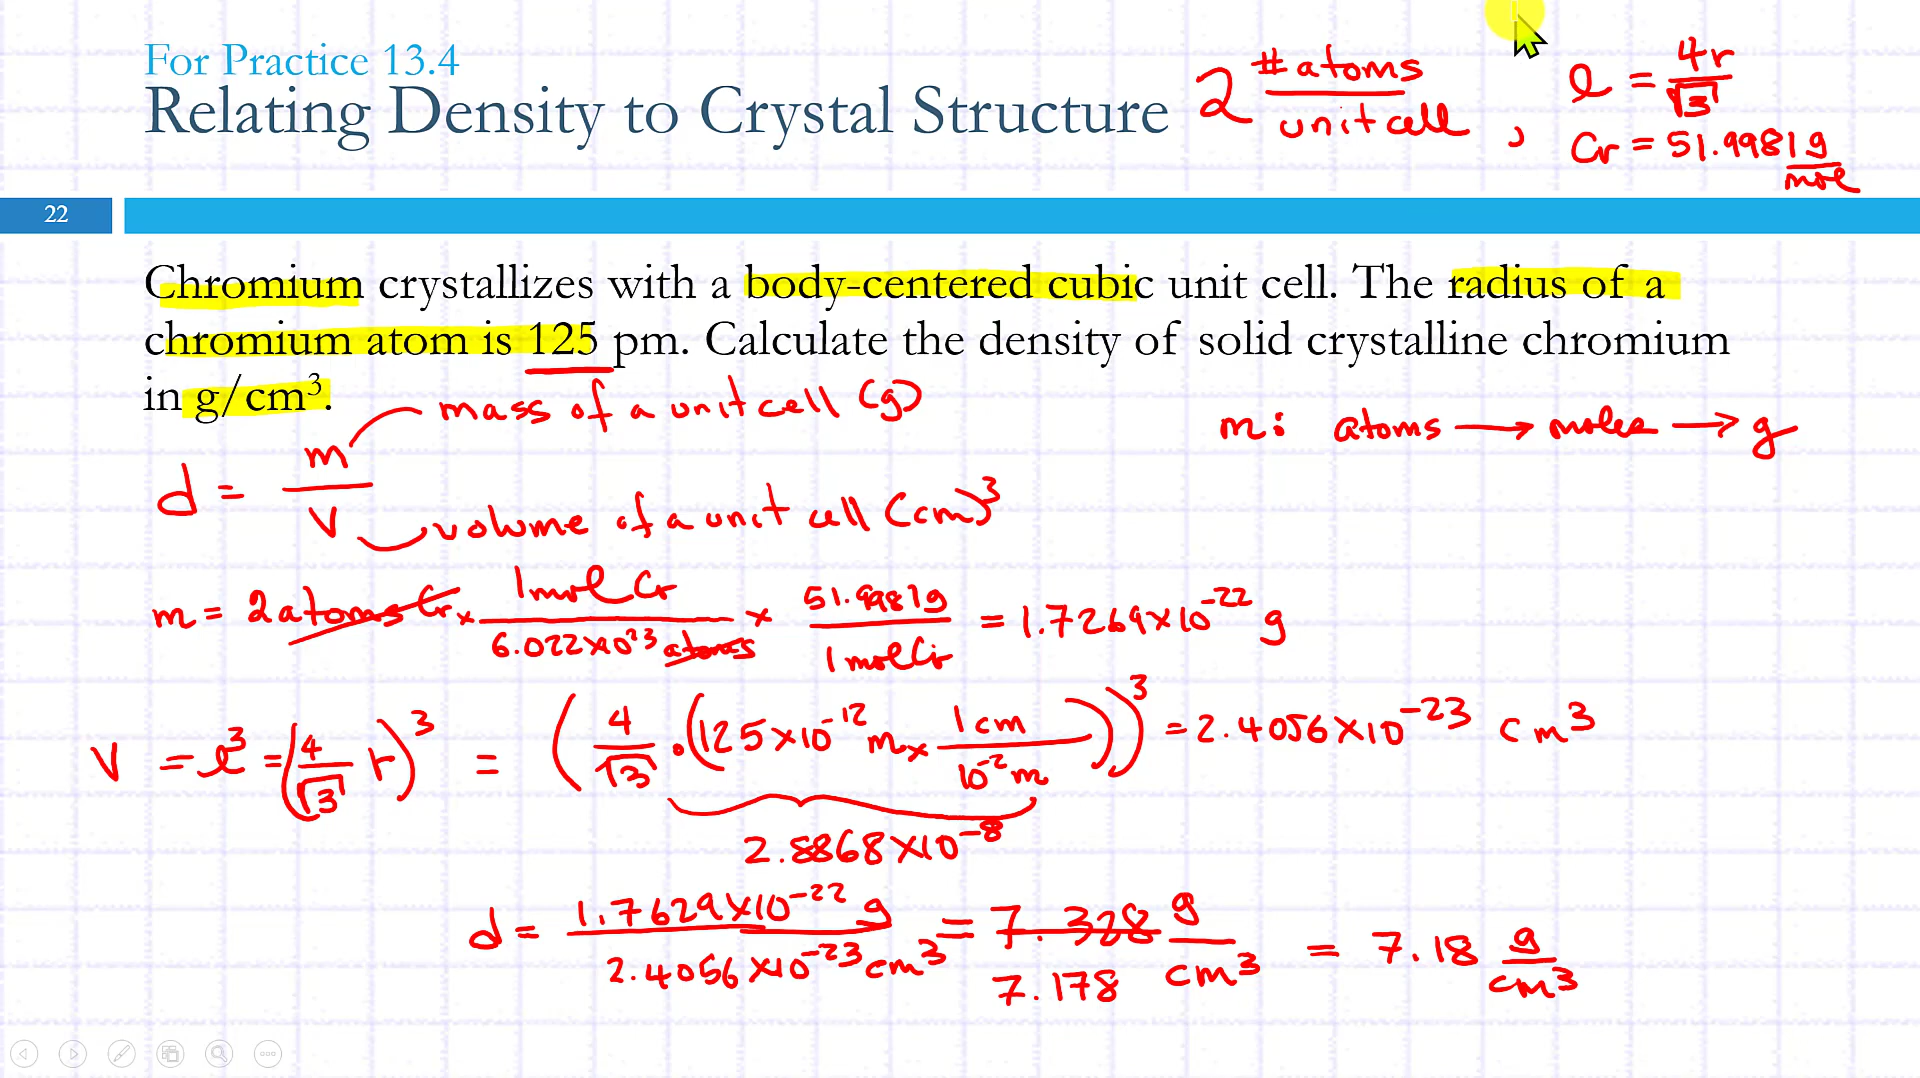 For Practice 13.4
Relating Density to Crystal Structure
2 # atoms / unit cell , l = 4r / √3
Cr = 51.9981 g / mol
22
Chromium crystallizes with a body-centered cubic unit cell. The radius of a
chromium atom is 125 pm. Calculate the density of solid crystalline chromium
in g/cm³.
mass of a unit cell (g)
m: atoms → moles → g
d = m / V
volume of a unit cell (cm)³
m = 2 atoms Cr × 1 mol Cr / 6.022×10²³ atoms × 51.9981 g / 1 mol Cr = 1.7269×10⁻²² g
V = l³ = (4/√3 r)³ = (4/√3 • (125×10⁻¹² m × 1 cm / 10⁻² m))³ = 2.4056×10⁻²³ cm³
2.8868×10⁻⁸
d = 1.7629×10⁻²² g / 2.4056×10⁻²³ cm³ = 7.328 g / cm³ = 7.18 g / cm³
7.178